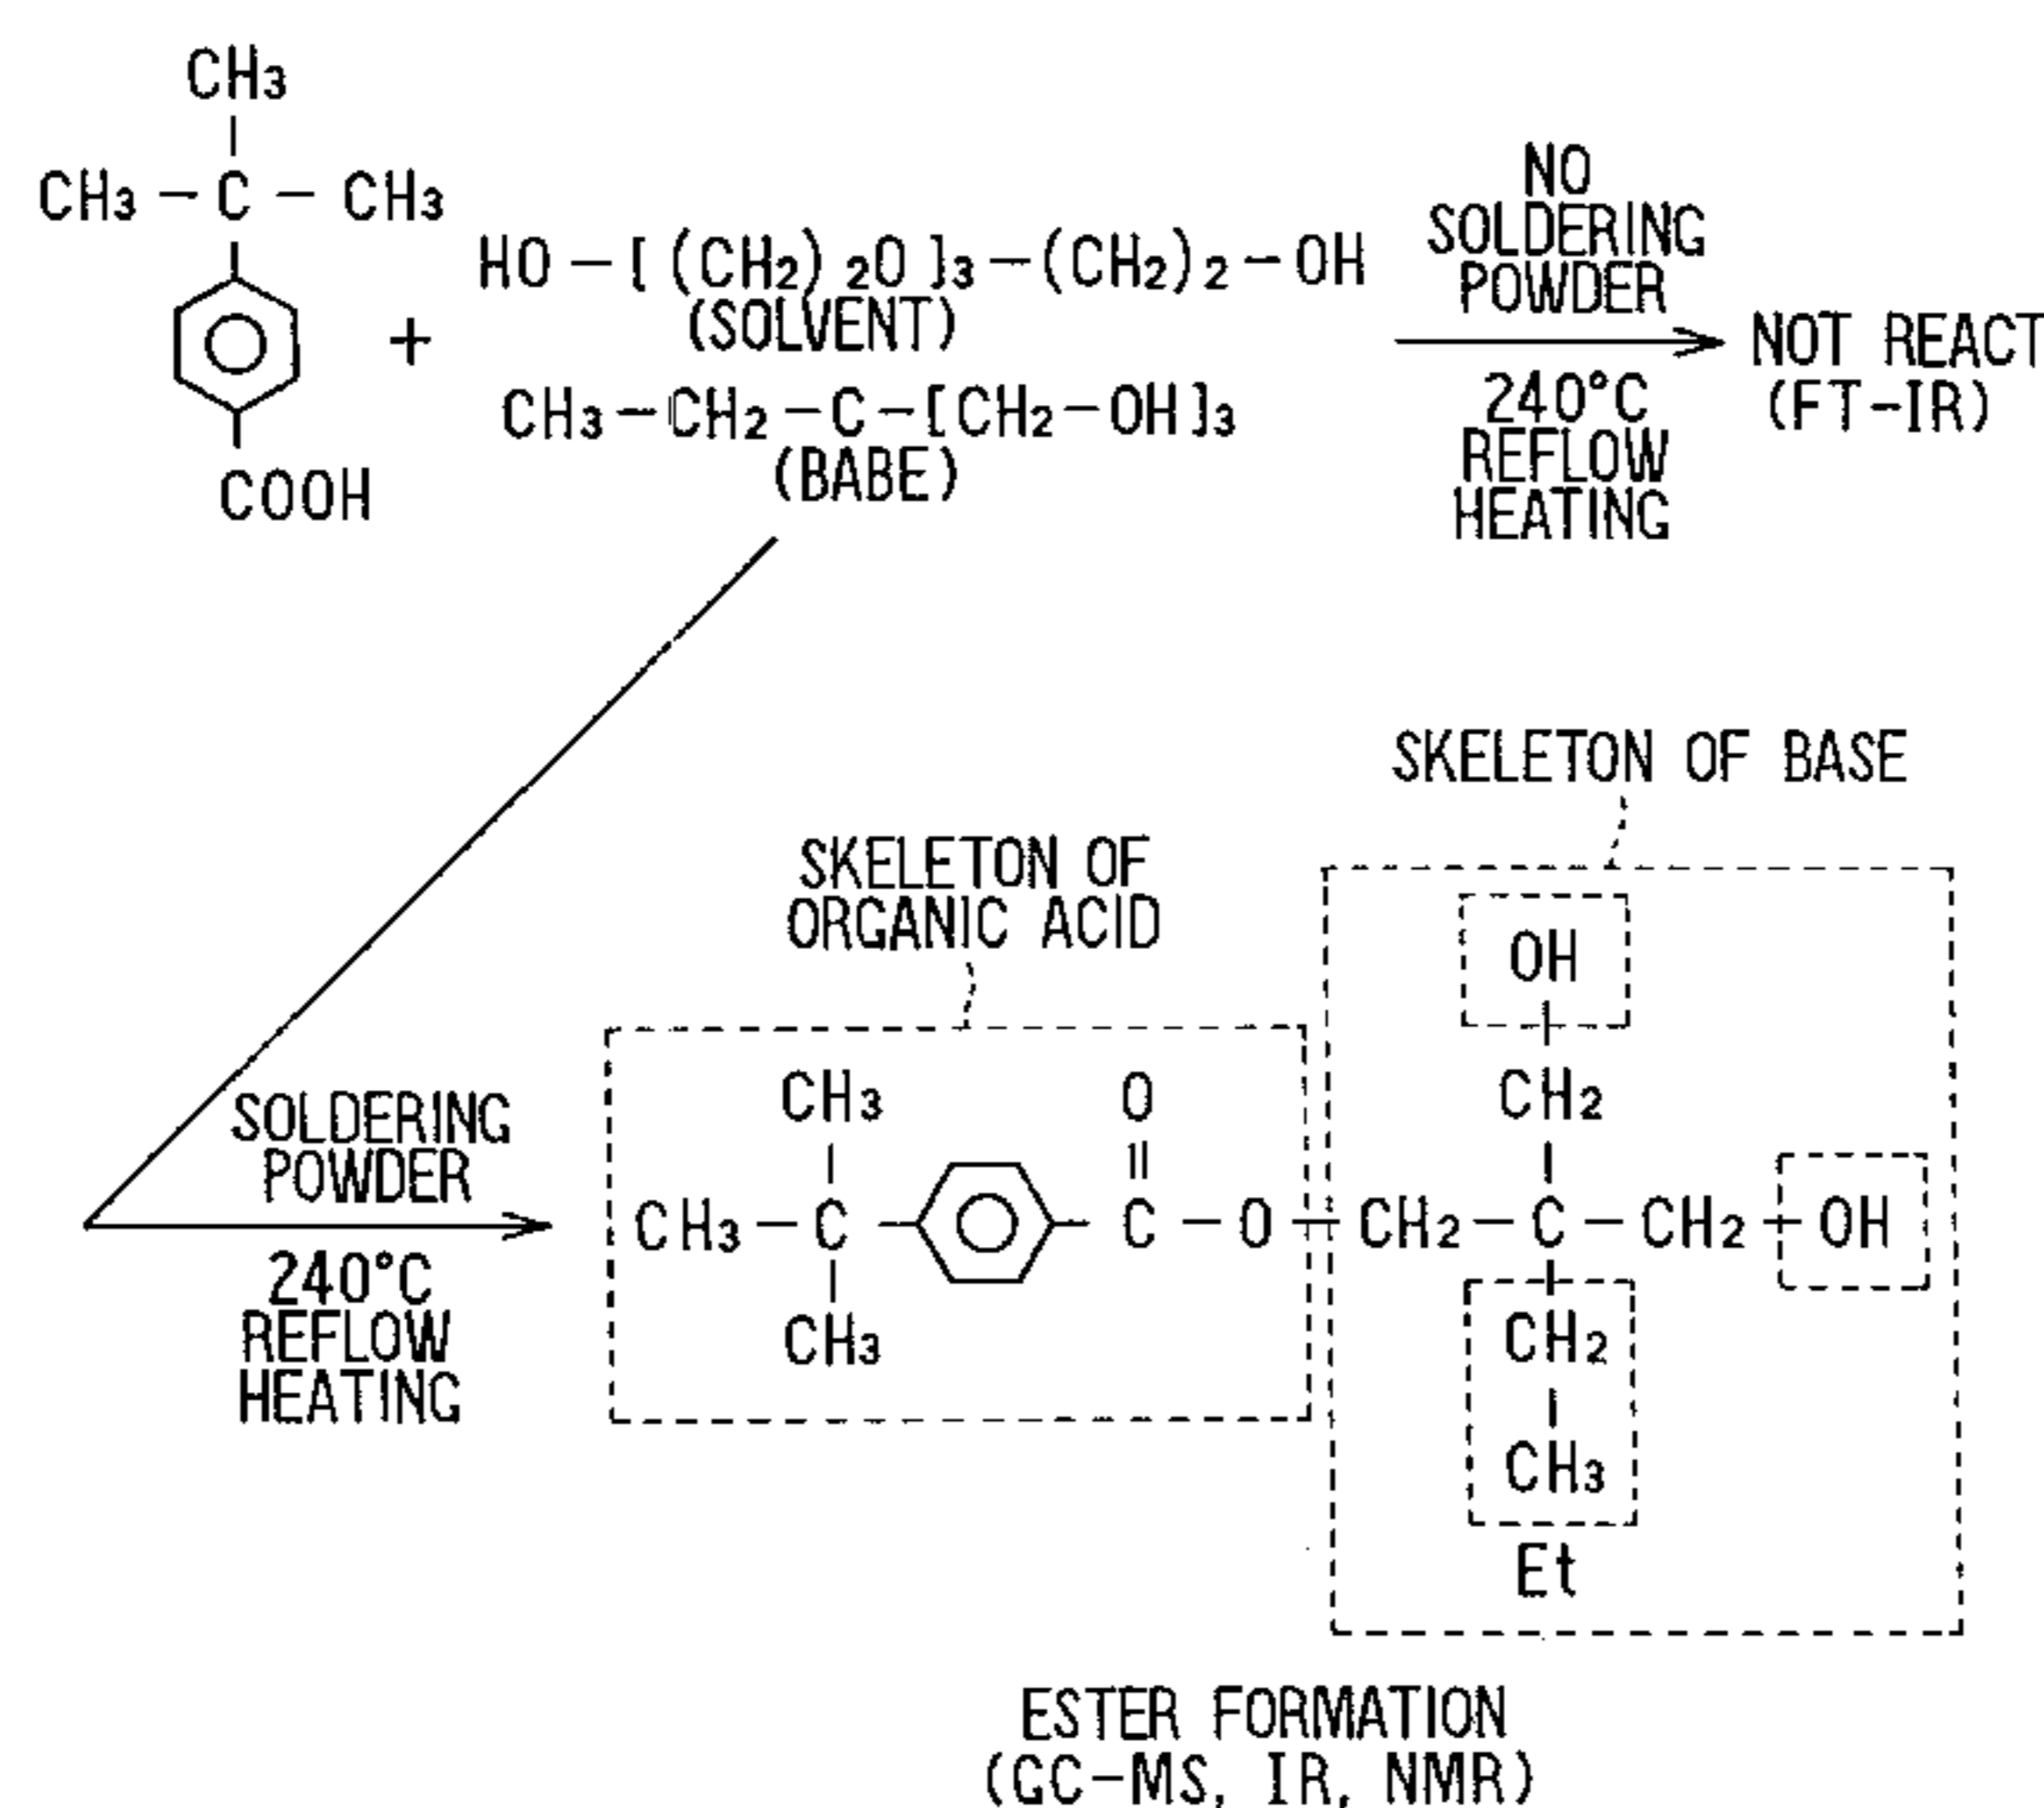 CH3
CH3 - C - CH3
COOH
+
HO - [ (CH2) 2O ]3 - (CH2)2 - OH
(SOLVENT)
CH3 - CH2 - C - [CH2 - OH]3
(BABE)
NO
SOLDERING
POWDER
240°C
REFLOW
HEATING
NOT REACT
(FT-IR)
SOLDERING
POWDER
240°C
REFLOW
HEATING
SKELETON OF
ORGANIC ACID
CH3 O
CH3 - C - C - O - CH2 - C - CH2 - OH
CH3
SKELETON OF BASE
OH
CH2
CH2
CH3
Et
ESTER FORMATION
(GC-MS, IR, NMR)